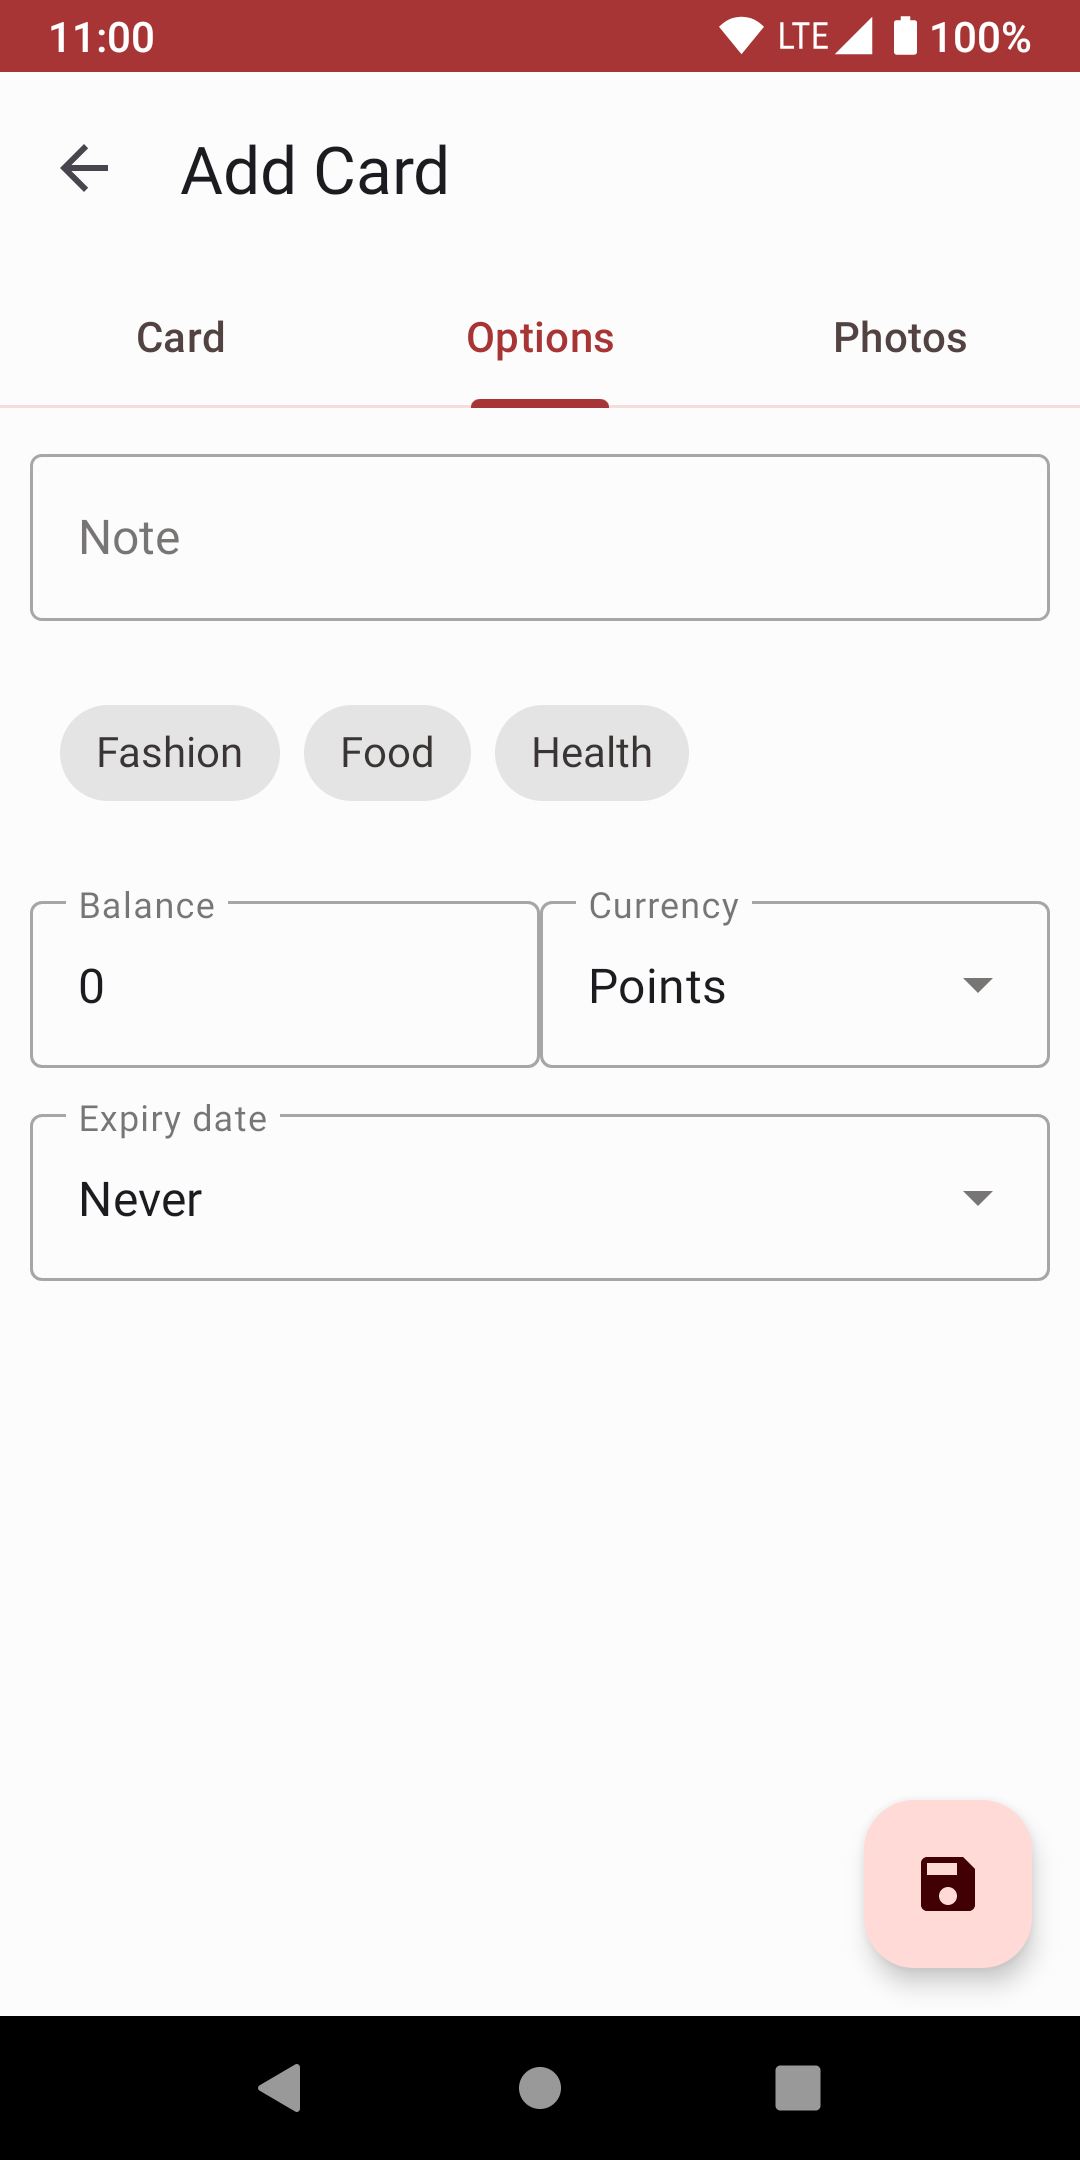 11:00 LTE 100%
Add Card
Card Options Photos
Note
Fashion Food Health
Balance Currency
0 Points
Expiry date
Never